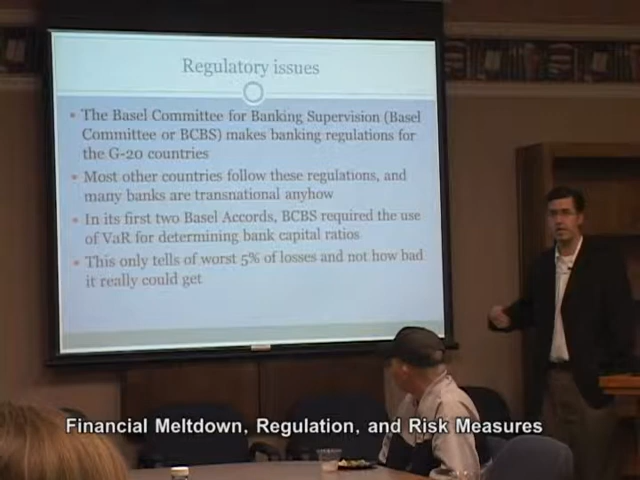 Regulatory issues
• The Basel Committee for Banking Supervision (Basel
Committee or BCBS) makes banking regulations for
the G-20 countries
• Most other countries follow these regulations, and
many banks are transnational anyhow
• In its first two Basel Accords, BCBS required the use
of VaR for determining bank capital ratios
• This only tells of worst 5% of losses and not how bad
it really could get
Financial Meltdown, Regulation, and Risk Measures